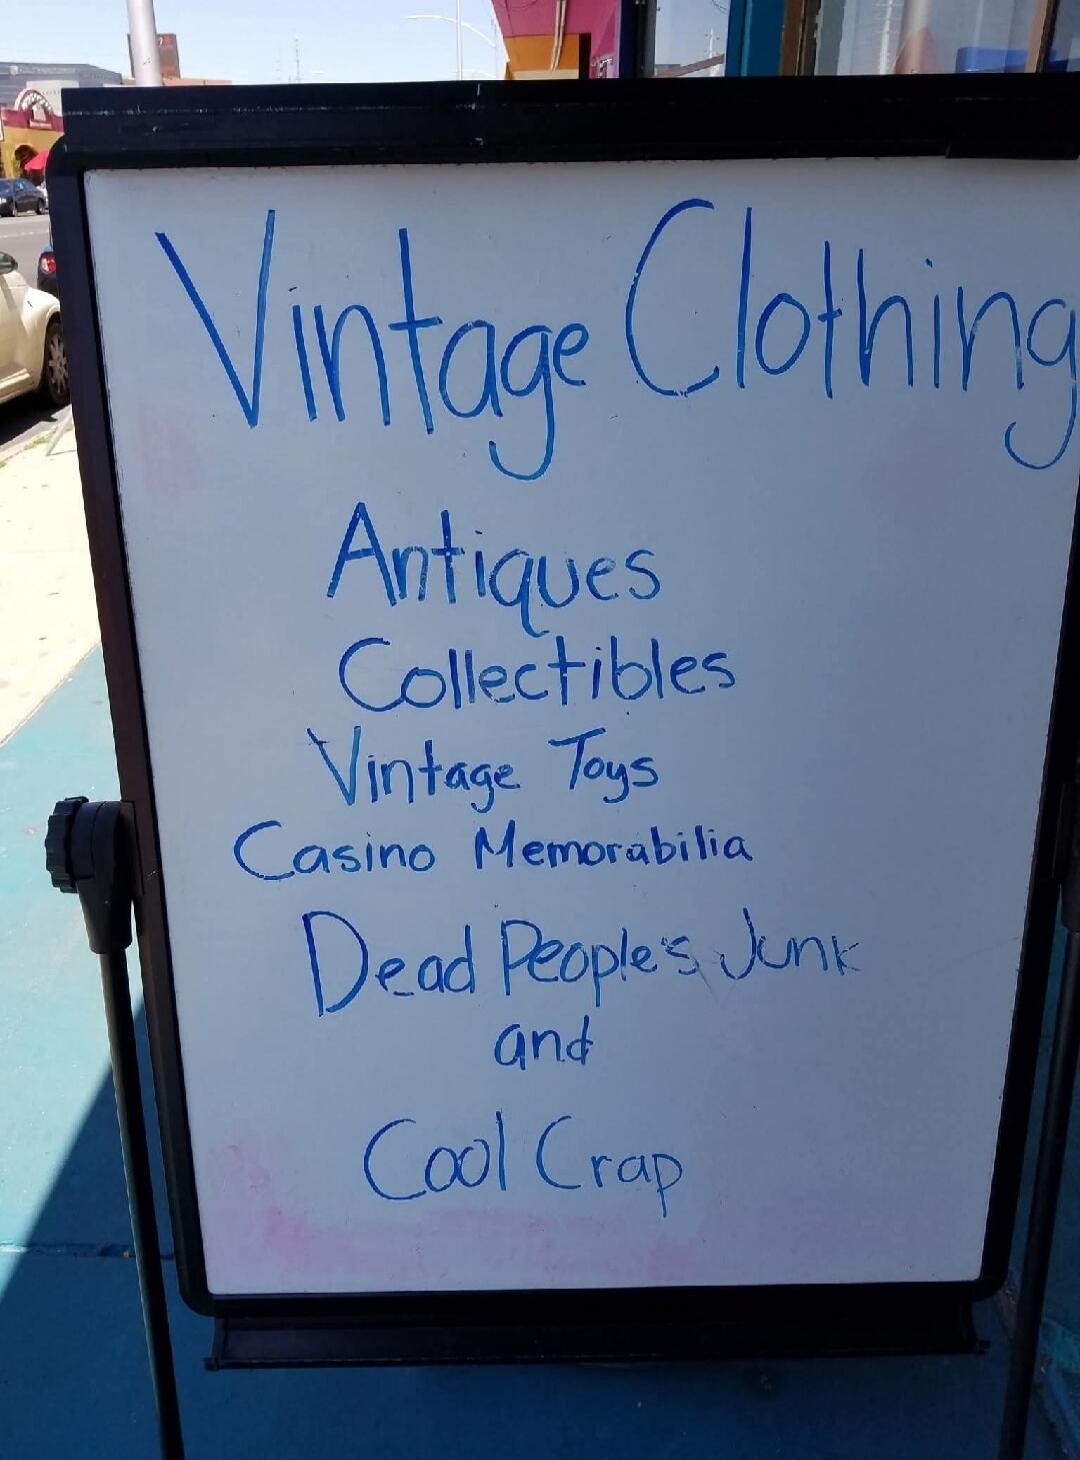 Vintage Clothing
Antiques
Collectibles
Vintage Toys
Casino Memorabilia
Dead People's Junk
and
Cool Crap